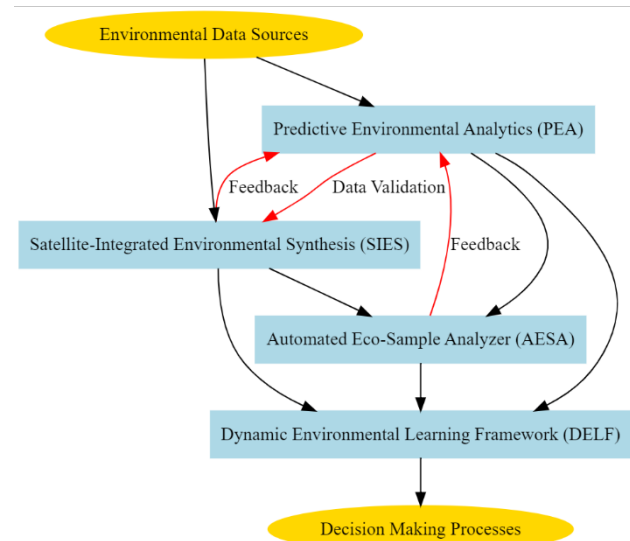 Environmental Data Sources
Predictive Environmental Analytics (PEA)
Feedback
Data Validation
Satellite-Integrated Environmental Synthesis (SIES)
Feedback
Automated Eco-Sample Analyzer (AESA)
Dynamic Environmental Learning Framework (DELF)
Decision Making Processes